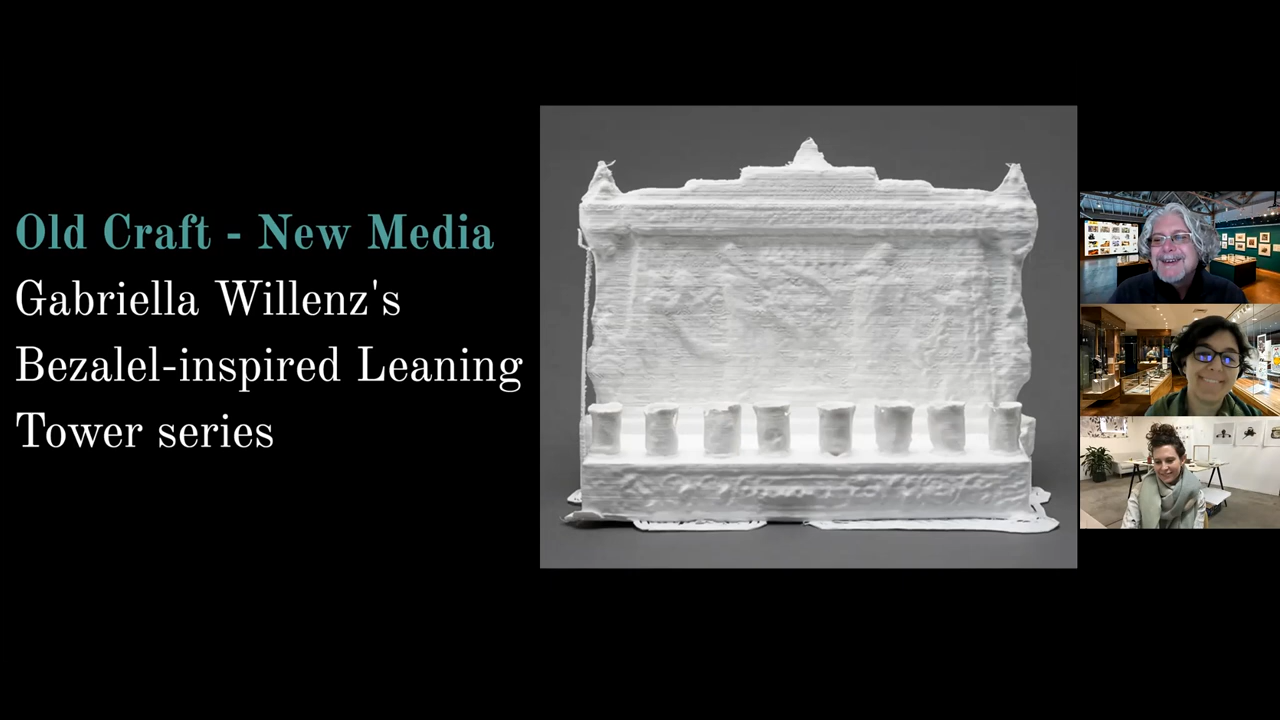 Old Craft - New Media
Gabriella Willenz's
Bezalel-inspired Leaning
Tower series